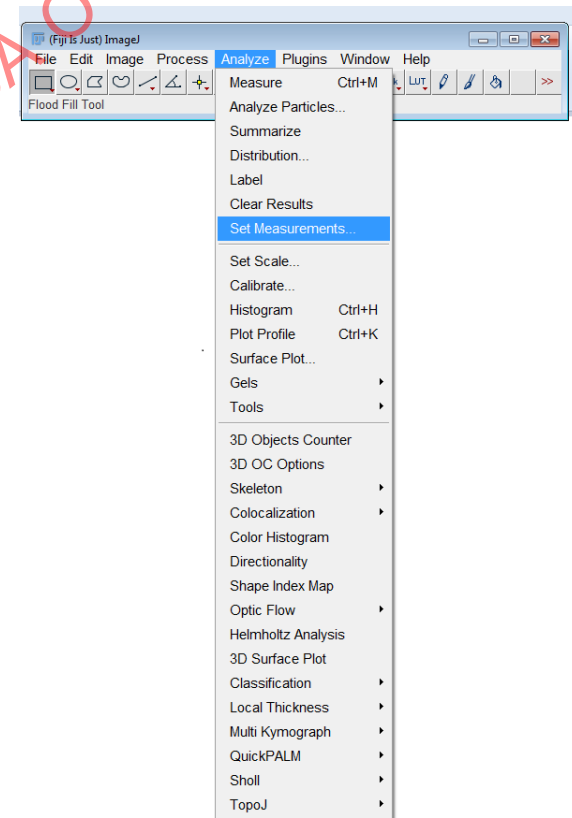 (Fiji Is Just) ImageJ
File Edit Image Process Analyze Plugins Window Help
LUT >>
Flood Fill Tool
Measure Ctrl+M
Analyze Particles...
Summarize
Distribution...
Label
Clear Results
Set Measurements...
Set Scale...
Calibrate...
Histogram Ctrl+H
Plot Profile Ctrl+K
Surface Plot...
Gels
Tools
3D Objects Counter
3D OC Options
Skeleton
Colocalization
Color Histogram
Directionality
Shape Index Map
Optic Flow
Helmholtz Analysis
3D Surface Plot
Classification
Local Thickness
Multi Kymograph
QuickPALM
Sholl
TopoJ